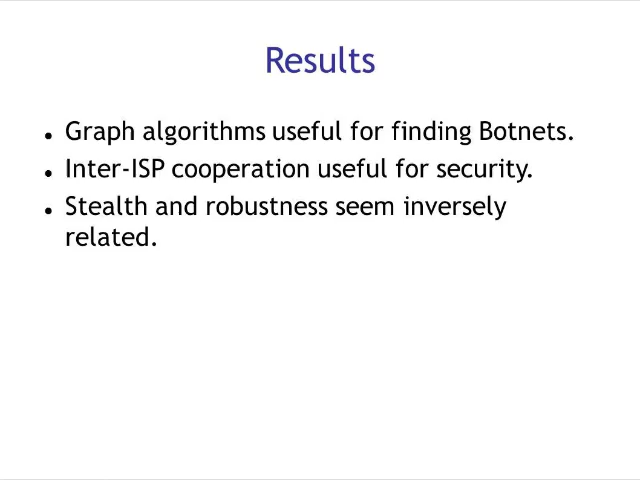 Results
• Graph algorithms useful for finding Botnets.
• Inter-ISP cooperation useful for security.
• Stealth and robustness seem inversely
related.